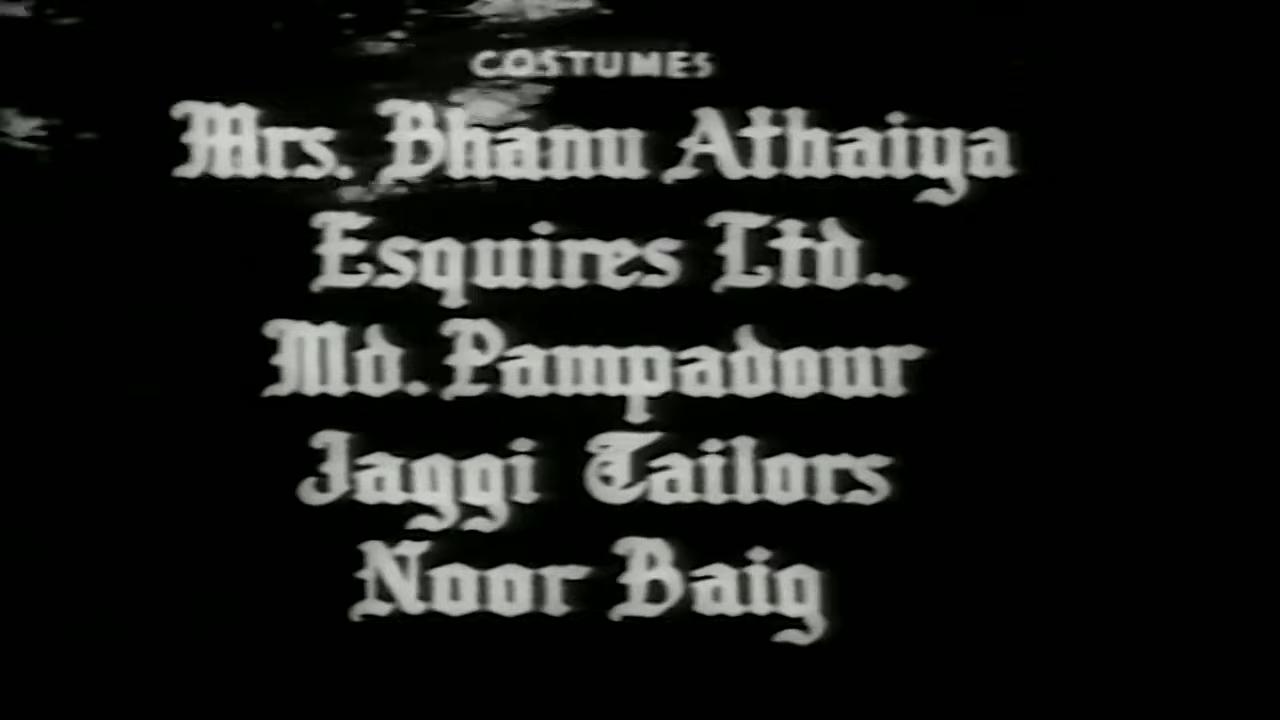 COSTUMES
Mrs. Bhanu Athaiya
Esquires Ltd..
Md. Pampadour
Jaggi Tailors
Noor Baig